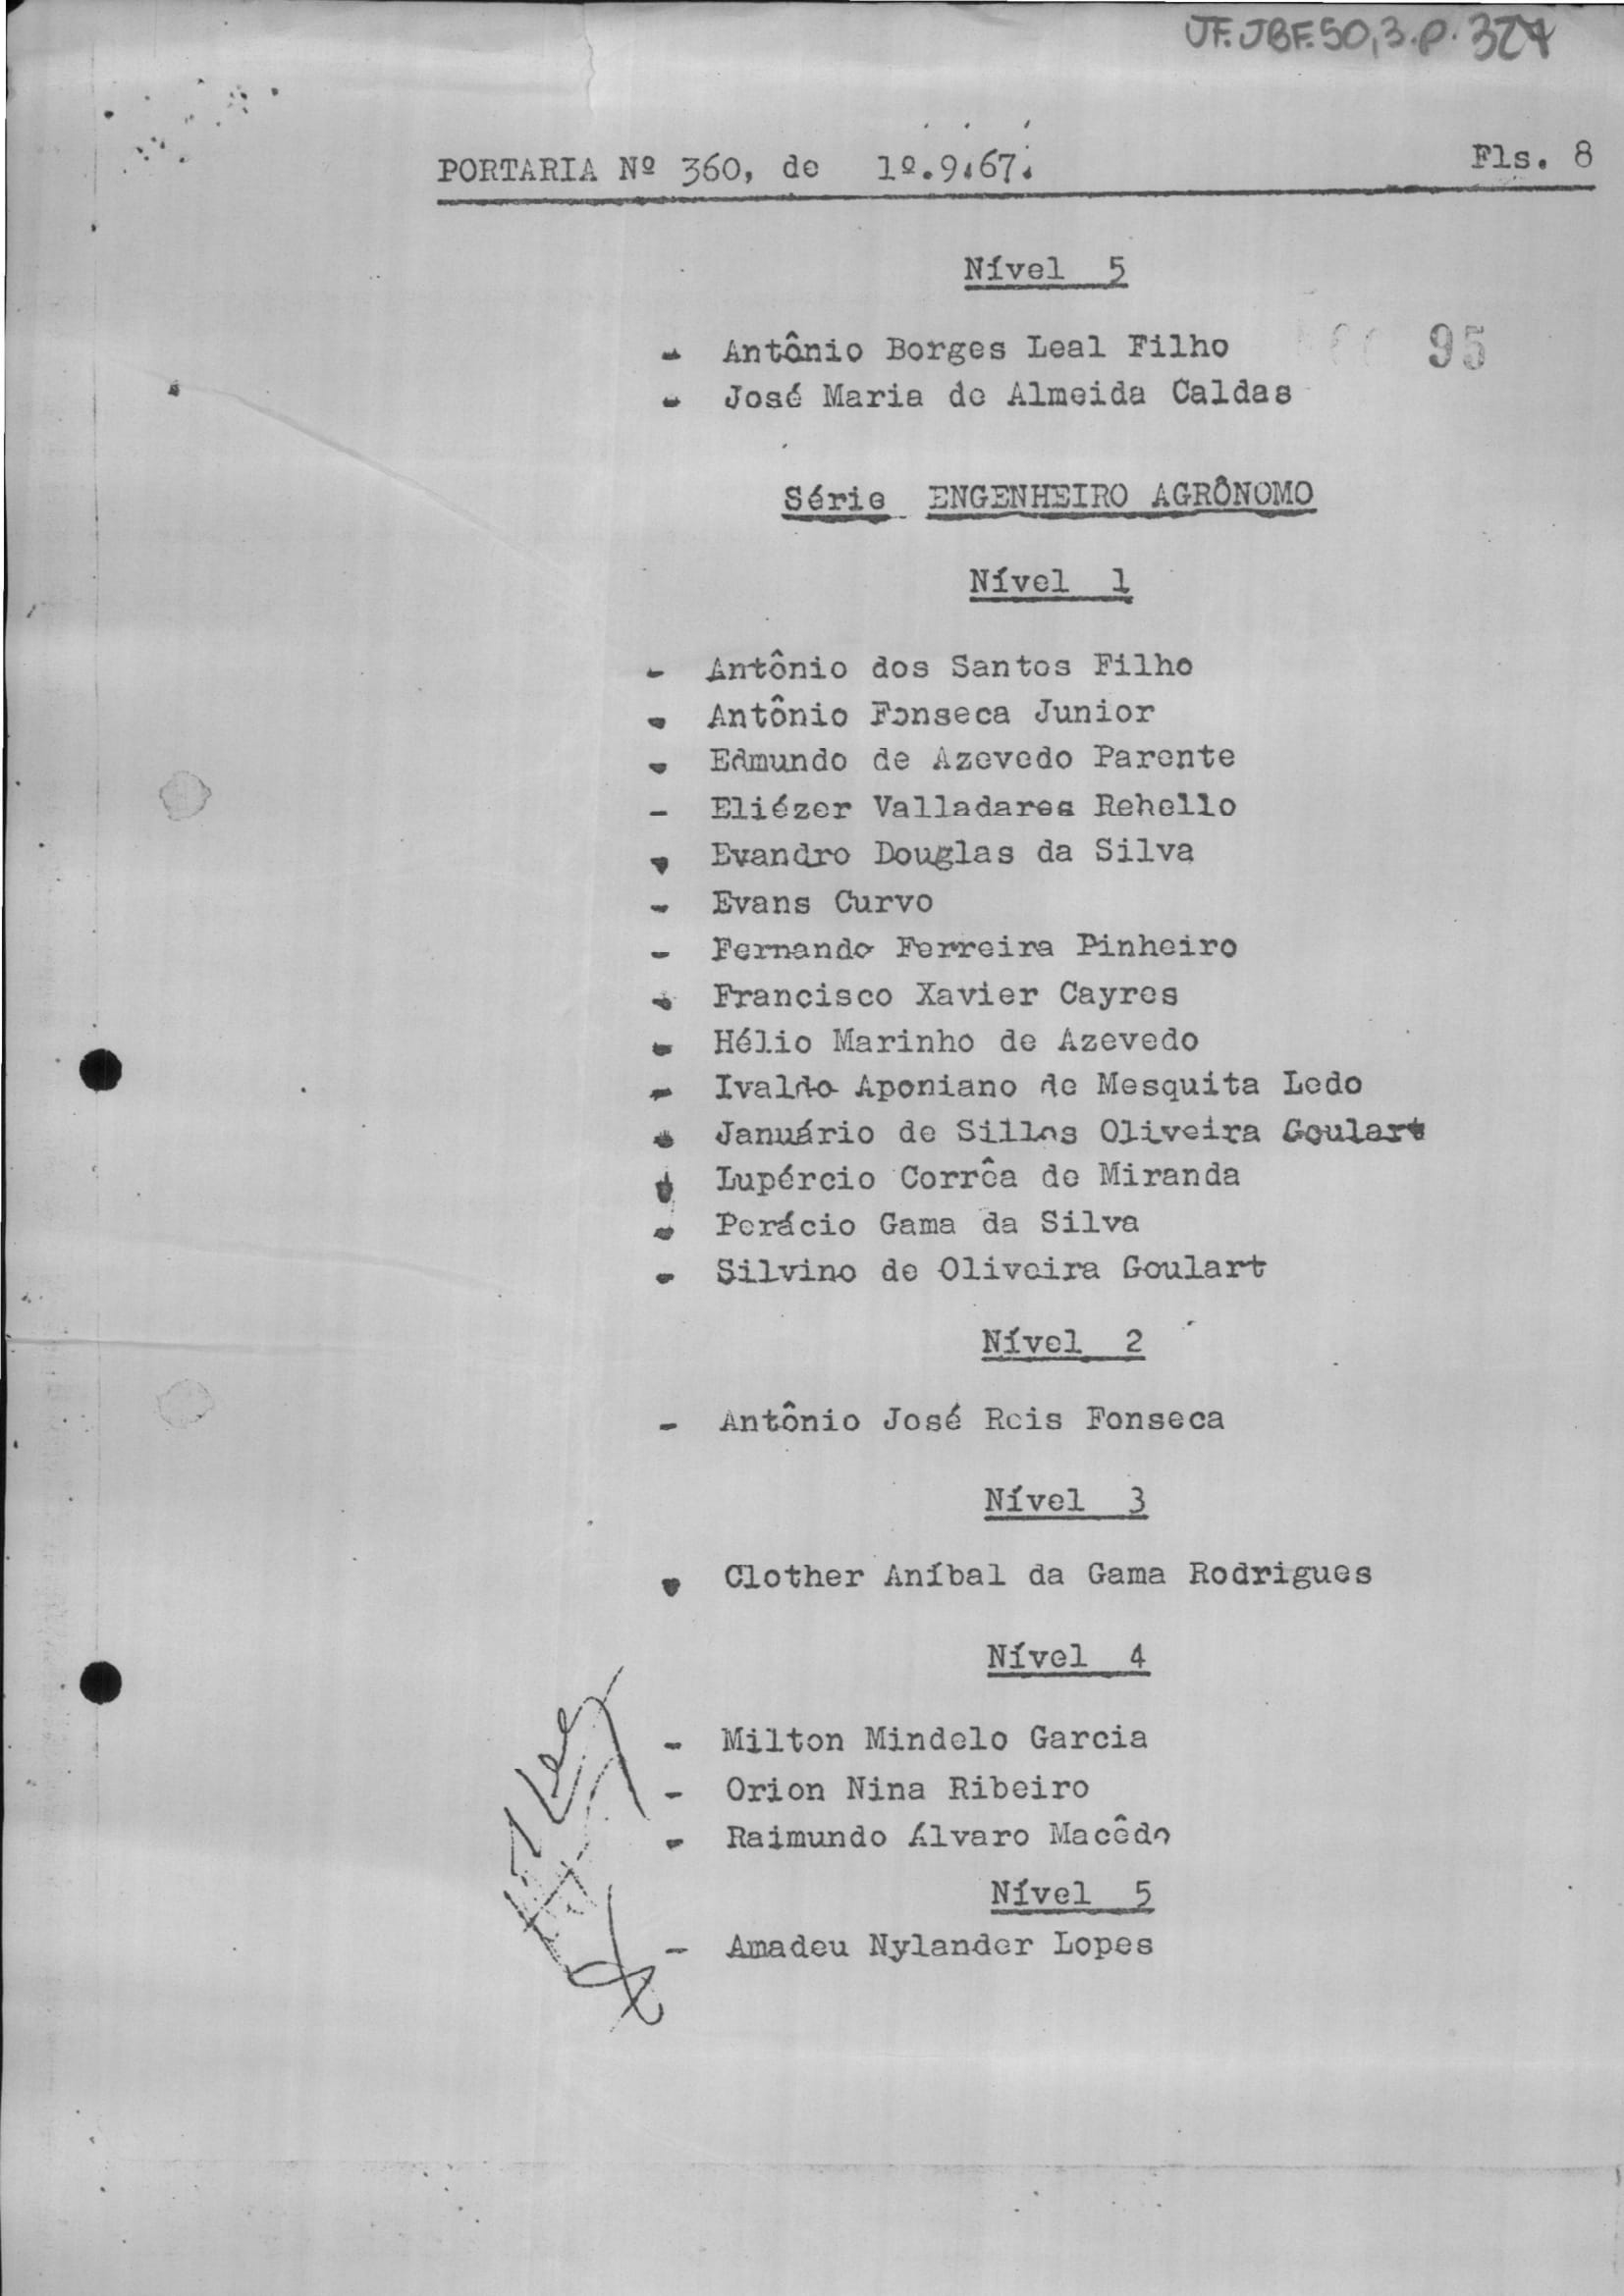 JF.JBF.50,3.p. 327
PORTARIA Nº 360, de 1º.9.67.
Fls. 8
Nível 5
- Antônio Borges Leal Filho
95
- José Maria de Almeida Caldas
Série ENGENHEIRO AGRÔNOMO
Nível 1
- Antônio dos Santos Filho
- Antônio Fonseca Junior
- Edmundo de Azevedo Parente
- Eliézer Valladares Rehello
- Evandro Douglas da Silva
- Evans Curvo
- Fernando Ferreira Pinheiro
- Francisco Xavier Cayres
- Hélio Marinho de Azevedo
- Ivaldo Aponiano de Mesquita Ledo
- Januário de Sillos Oliveira Goulart
- Lupércio Corrêa de Miranda
- Perácio Gama da Silva
- Silvino de Oliveira Goulart
Nível 2
- Antônio José Reis Fonseca
Nível 3
- Clother Aníbal da Gama Rodrigues
Nível 4
- Milton Mindelo Garcia
- Orion Nina Ribeiro
- Raimundo Álvaro Macêdo
Nível 5
- Amadeu Nylander Lopes